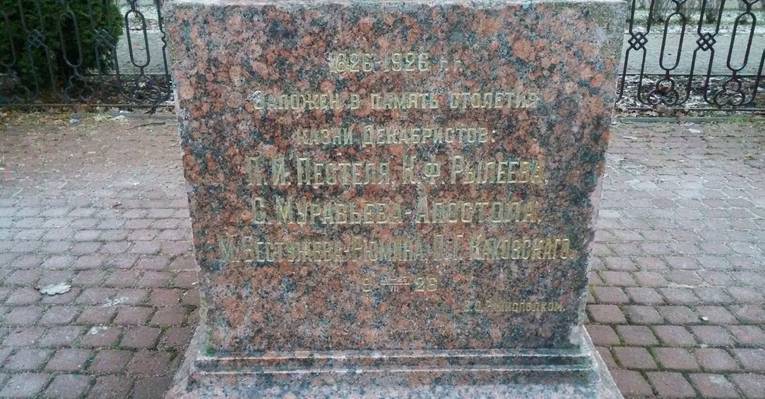 1826-1926 г.г.
Заложен в память столетия
казни Декабристов:
П.И. Пестеля, К.Ф. Рылеева,
С. Муравьева-Апостола,
М. Бестужева-Рюмина, П.Г. Каховского